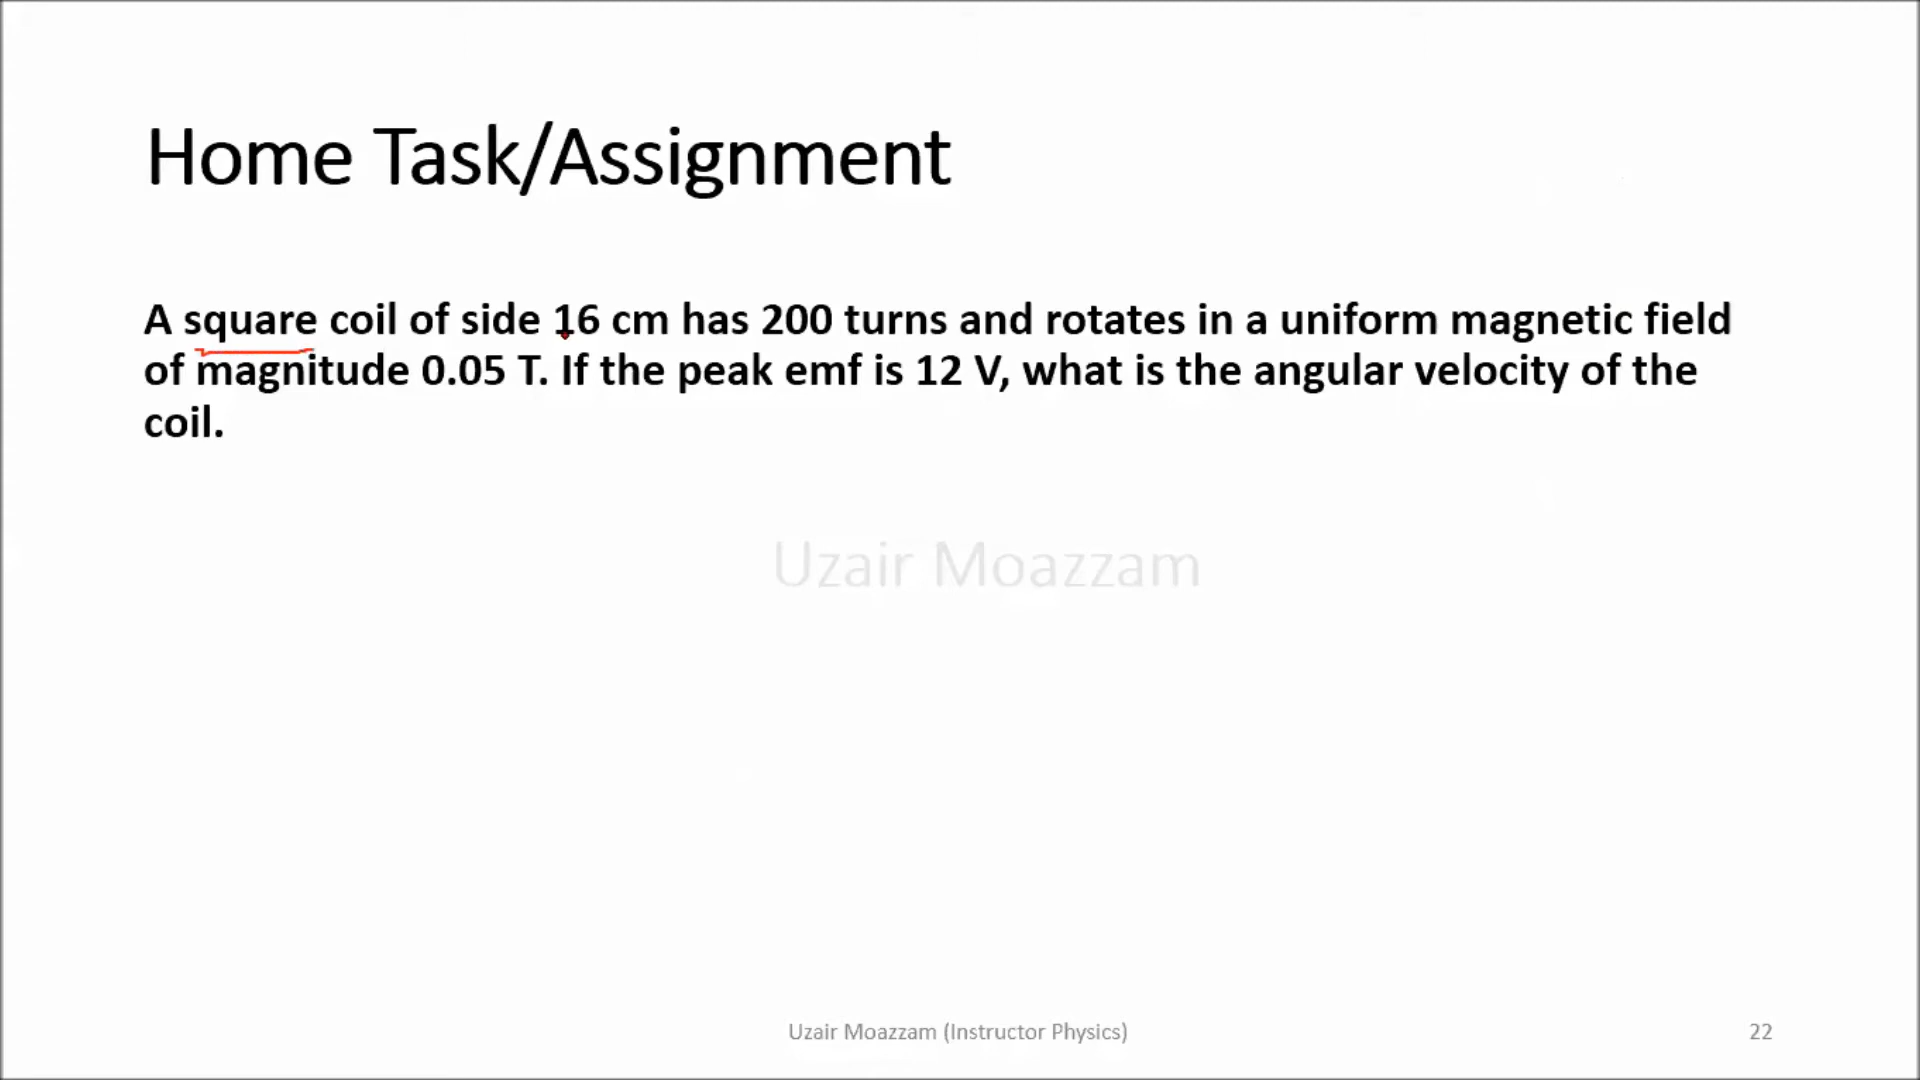 Home Task/Assignment
A square coil of side 16 cm has 200 turns and rotates in a uniform magnetic field
of magnitude 0.05 T. If the peak emf is 12 V, what is the angular velocity of the
coil.
Uzair Moazzam
Uzair Moazzam (Instructor Physics)
22